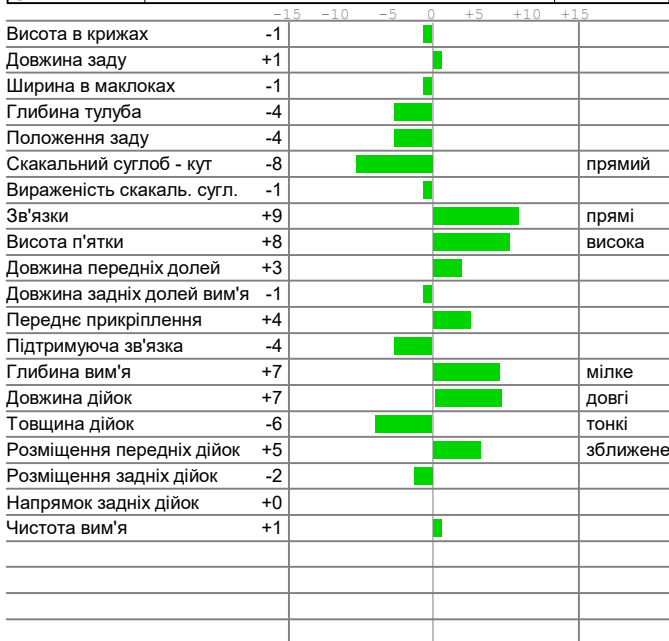 -15 -10 -5 0 +5 +10 +15
Висота в крижах -1
Довжина заду +1
Ширина в маклоках -1
Глибина тулуба -4
Положення заду -4
Скакальний суглоб - кут -8 прямий
Вираженість скакаль. сугл. -1
Зв'язки +9 прямі
Висота п'ятки +8 висока
Довжина передніх долей +3
Довжина задніх долей вим'я -1
Переднє прикріплення +4
Підтримуюча зв'язка -4
Глибина вим'я +7 мілке
Довжина дійок +7 довгі
Товщина дійок -6 тонкі
Розміщення передніх дійок +5 зближене
Розміщення задніх дійок -2
Напрямок задніх дійок +0
Чистота вим'я +1